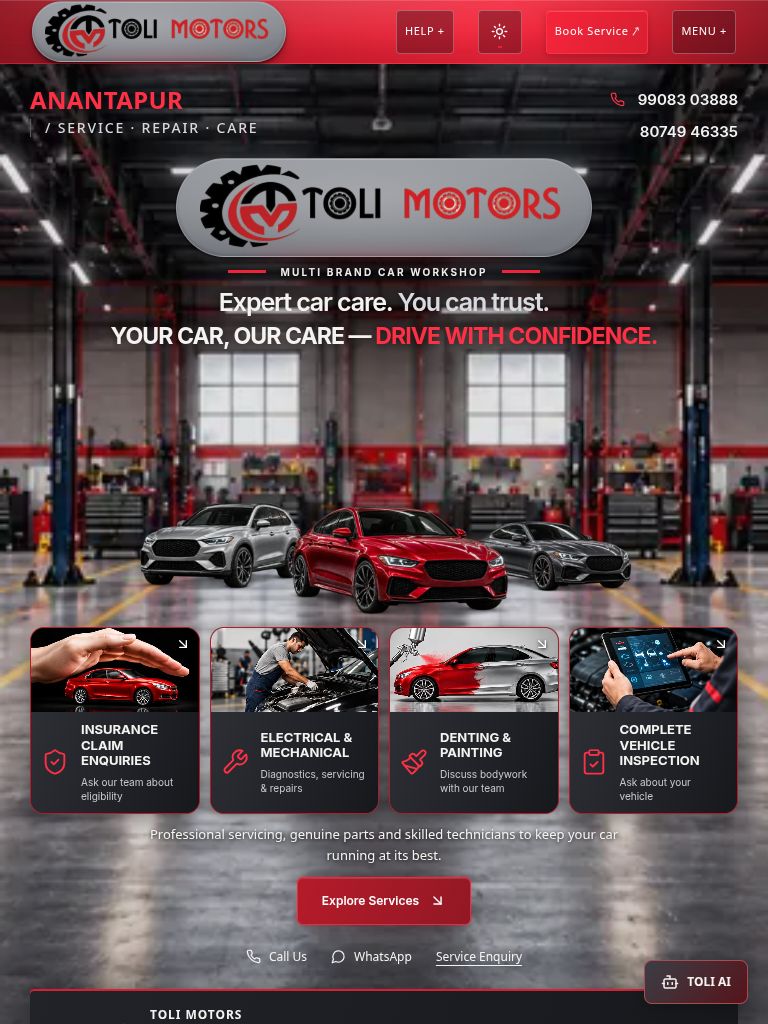 TOLI MOTORS
HELP +
Book Service ↗
MENU +
ANANTAPUR
/ SERVICE · REPAIR · CARE
99083 03888
80749 46335
TOLI MOTORS
MULTI BRAND CAR WORKSHOP
Expert car care. You can trust.
YOUR CAR, OUR CARE — DRIVE WITH CONFIDENCE.
INSURANCE
CLAIM
ENQUIRIES
Ask our team about
eligibility
ELECTRICAL &
MECHANICAL
Diagnostics, servicing
& repairs
DENTING &
PAINTING
Discuss bodywork
with our team
COMPLETE
VEHICLE
INSPECTION
Ask about your
vehicle
Professional servicing, genuine parts and skilled technicians to keep your car
running at its best.
Explore Services
Call Us
WhatsApp
Service Enquiry
TOLI AI
TOLI MOTORS